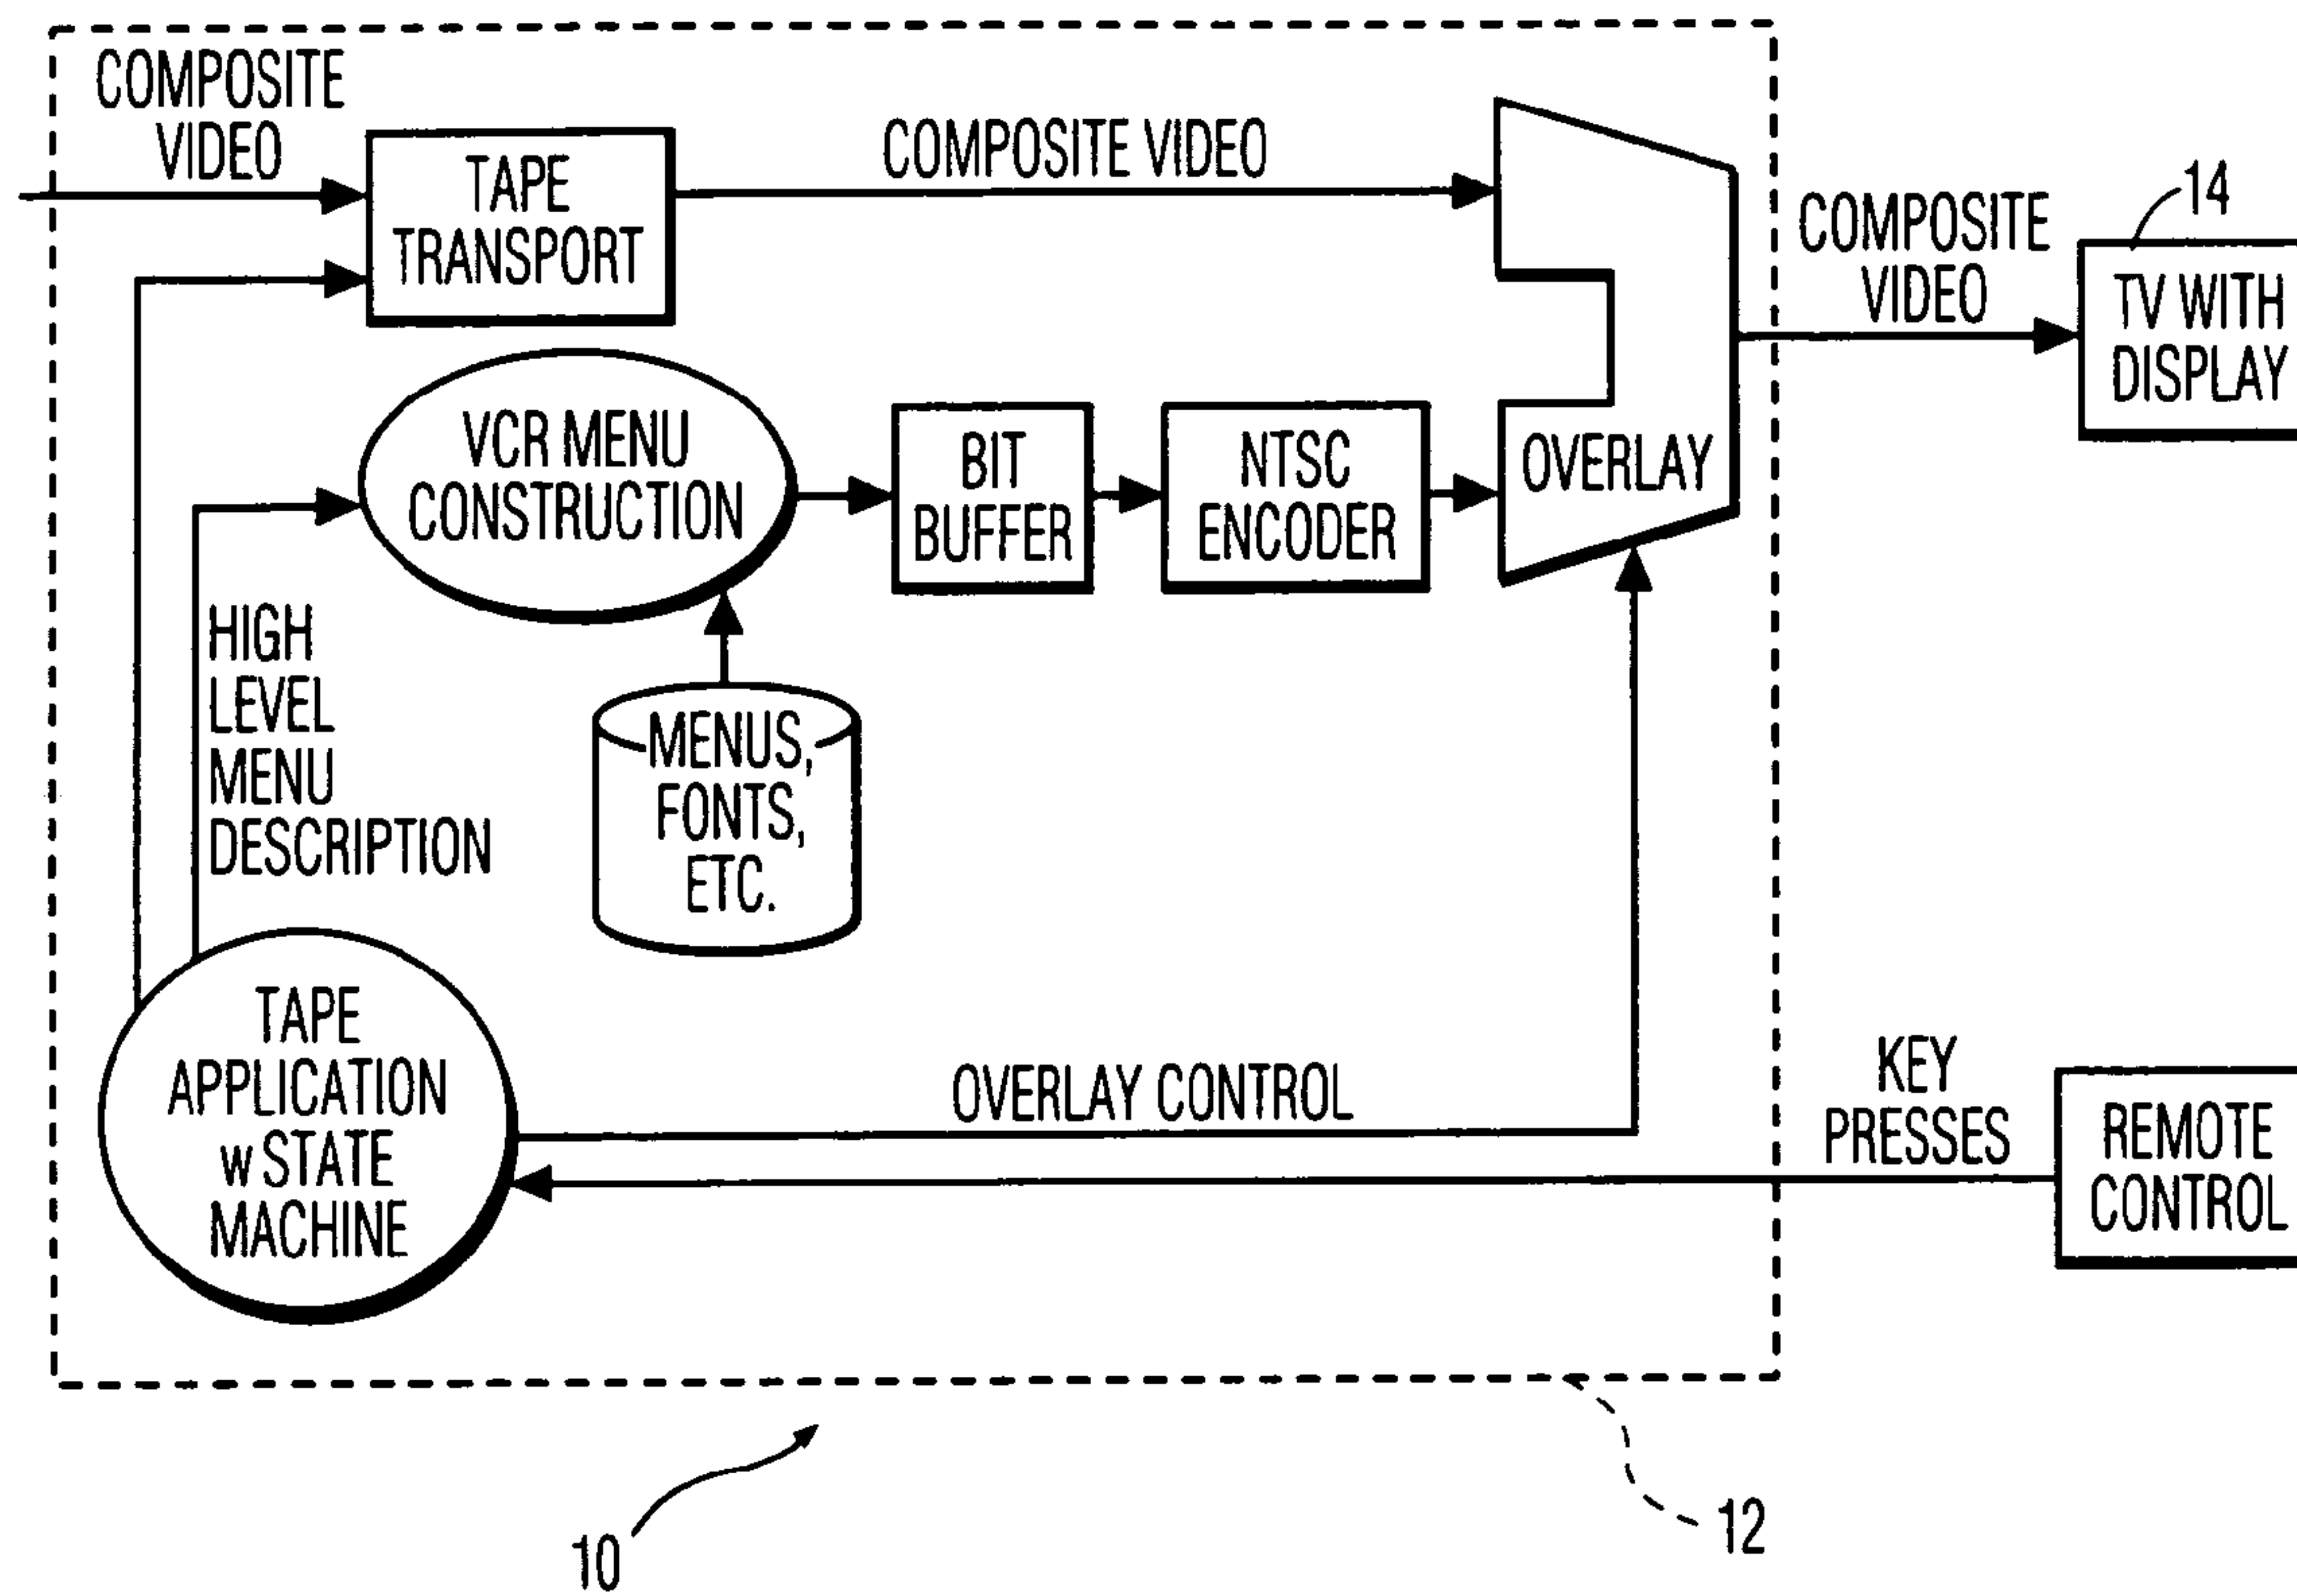 COMPOSITE
VIDEO
TAPE
TRANSPORT
COMPOSITE VIDEO
COMPOSITE
VIDEO
14
TV WITH
DISPLAY
VCR MENU
CONSTRUCTION
BIT
BUFFER
NTSC
ENCODER
OVERLAY
HIGH
LEVEL
MENU
DESCRIPTION
MENUS,
FONTS,
ETC.
TAPE
APPLICATION
w STATE
MACHINE
OVERLAY CONTROL
KEY
PRESSES
REMOTE
CONTROL
10
12